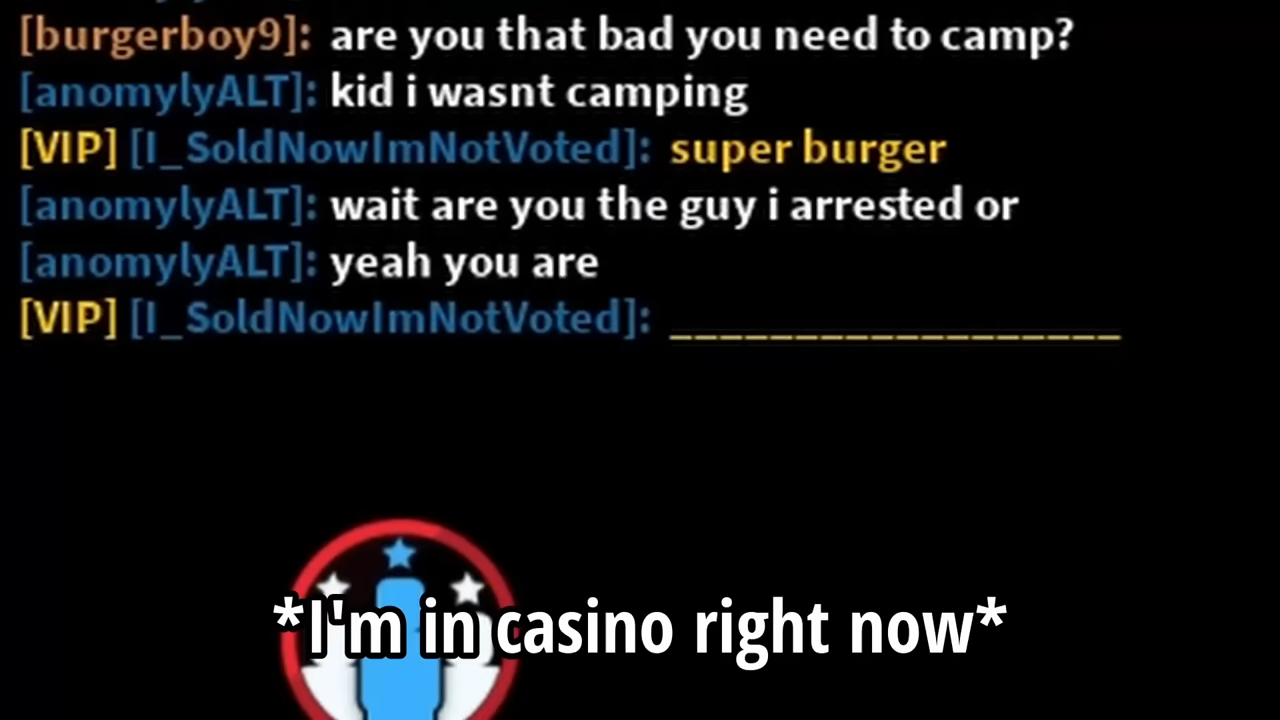 [burgerboy9]: are you that bad you need to camp?
[anomylyALT]: kid i wasnt camping
[VIP] [I_SoldNowImNotVoted]: super burger
[anomylyALT]: wait are you the guy i arrested or
[anomylyALT]: yeah you are
[VIP] [I_SoldNowImNotVoted]: __________________
*I'm in casino right now*